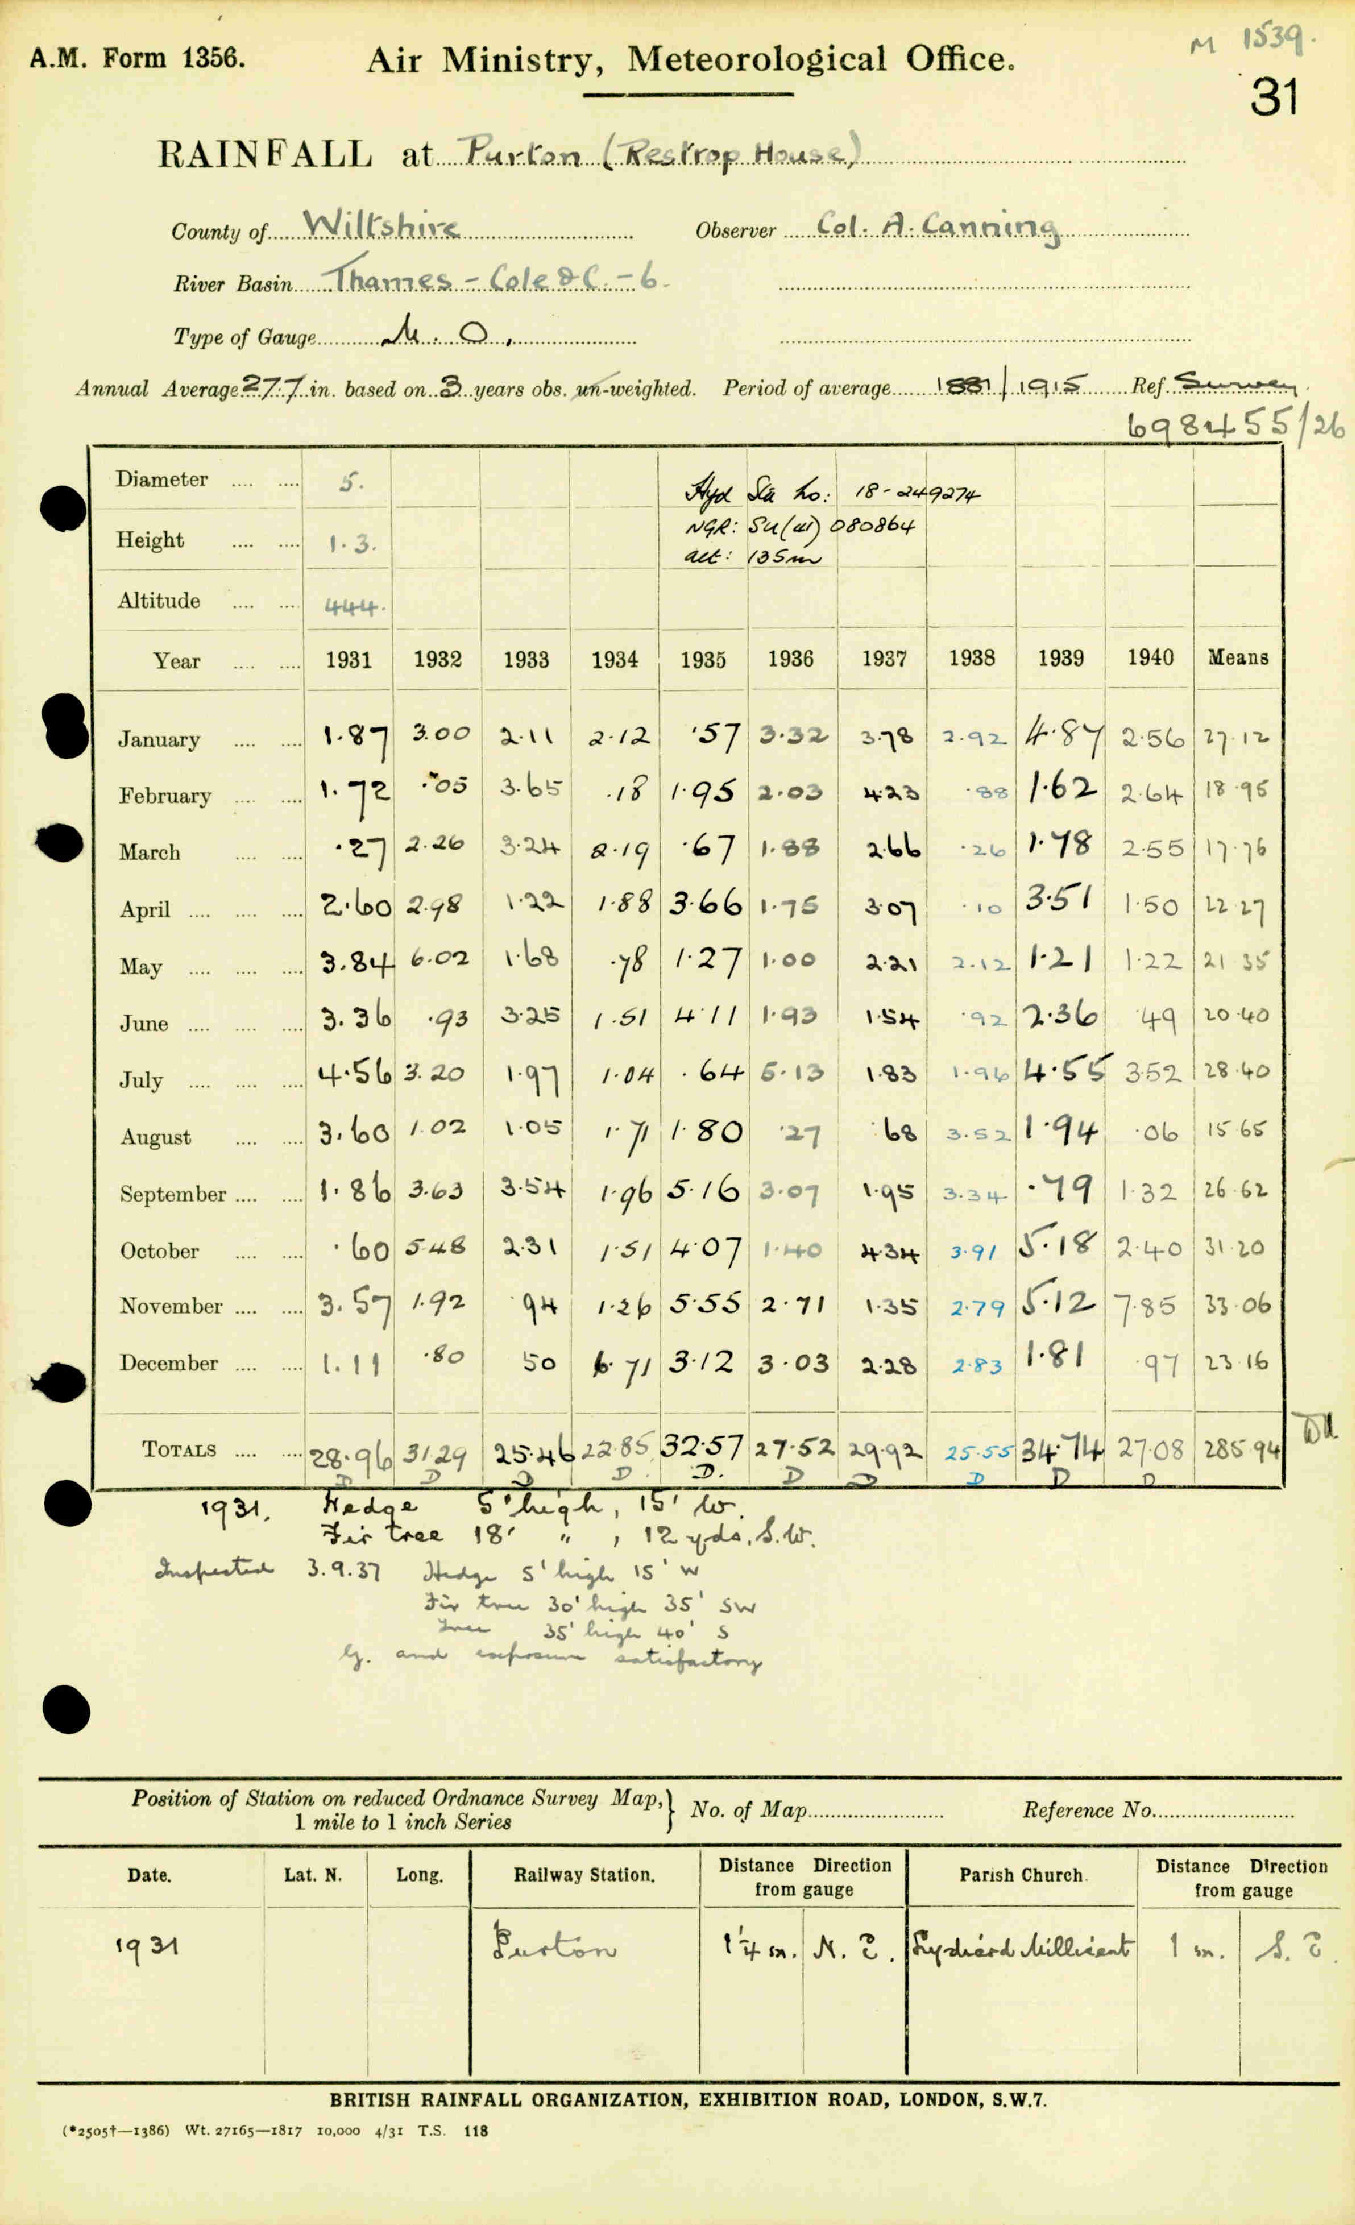 M 1539.
A.M. Form 1356. Air Ministry, Meteorological Office.
31
RAINFALL at Purton (Restrop House)
County of Wiltshire Observer Col. A. Canning
River Basin Thames - Cole &C. - 6.
Type of Gauge M. O.
Annual Average 27.7 in. based on 3 years obs. un-weighted. Period of average 1881/1915 Ref. Survey
698455/26
Diameter 5. Hyd Sta No: 18-249274
Height 1.3. NGR: SU(41) 080864
alt: 135m
Altitude 444.
Year 1931 1932 1933 1934 1935 1936 1937 1938 1939 1940 Means
January 1.87 3.00 2.11 2.12 .57 3.32 3.78 2.92 4.87 2.56 27.12
February 1.72 .05 3.65 .18 1.95 2.03 4.23 .88 1.62 2.64 18.95
March .27 2.26 3.24 2.19 .67 1.88 2.66 .26 1.78 2.55 17.76
April 2.60 2.98 1.22 1.88 3.66 1.75 3.07 .10 3.51 1.50 22.27
May 3.84 6.02 1.68 .78 1.27 1.00 2.21 2.12 1.21 1.22 21 35
June 3.36 .93 3.25 1.51 4.11 1.93 1.54 .92 2.36 49 20.40
July 4.56 3.20 1.97 1.04 .64 5.13 1.83 1.96 4.55 3.52 28.40
August 3.60 1.02 1.05 1.71 1.80 .27 .68 3.52 1.94 .06 15.65
September 1.86 3.63 3.54 1.96 5.16 3.07 1.95 3.34 .79 1.32 26.62
October .60 5.48 2.31 1.51 4.07 1.40 4.34 3.91 5.18 2.40 31.20
November 3.57 1.92 .94 1.26 5.55 2.71 1.35 2.79 5.12 7.85 33.06
December 1.11 .80 50 6.71 3.12 3.03 2.28 2.83 1.81 .97 23.16
TOTALS 28.96 31.29 25.46 22.85 32.57 27.52 29.92 25.55 34.74 27.08 285.94
D D D D. D. D D D D D
1931. Hedge 5' high, 15' W.
Fir tree 18' " , 12 yds. S.W.
Inspected 3.9.37 Hedge 5' high 15' W
Fir tree 30' high 35' SW
Tree 35' high 40' S
G. and exposure satisfactory
Position of Station on reduced Ordnance Survey Map, No. of Map Reference No.
1 mile to 1 inch Series
Date. Lat. N. Long. Railway Station. Distance Direction from gauge Parish Church. Distance Direction from gauge
1931 Purton 1¼ m. N. E. Lydiard Millicent 1 m. S. E.
BRITISH RAINFALL ORGANIZATION, EXHIBITION ROAD, LONDON, S.W.7.
(*2505†—1386) Wt. 27165—1817 10,000 4/31 T.S. 118